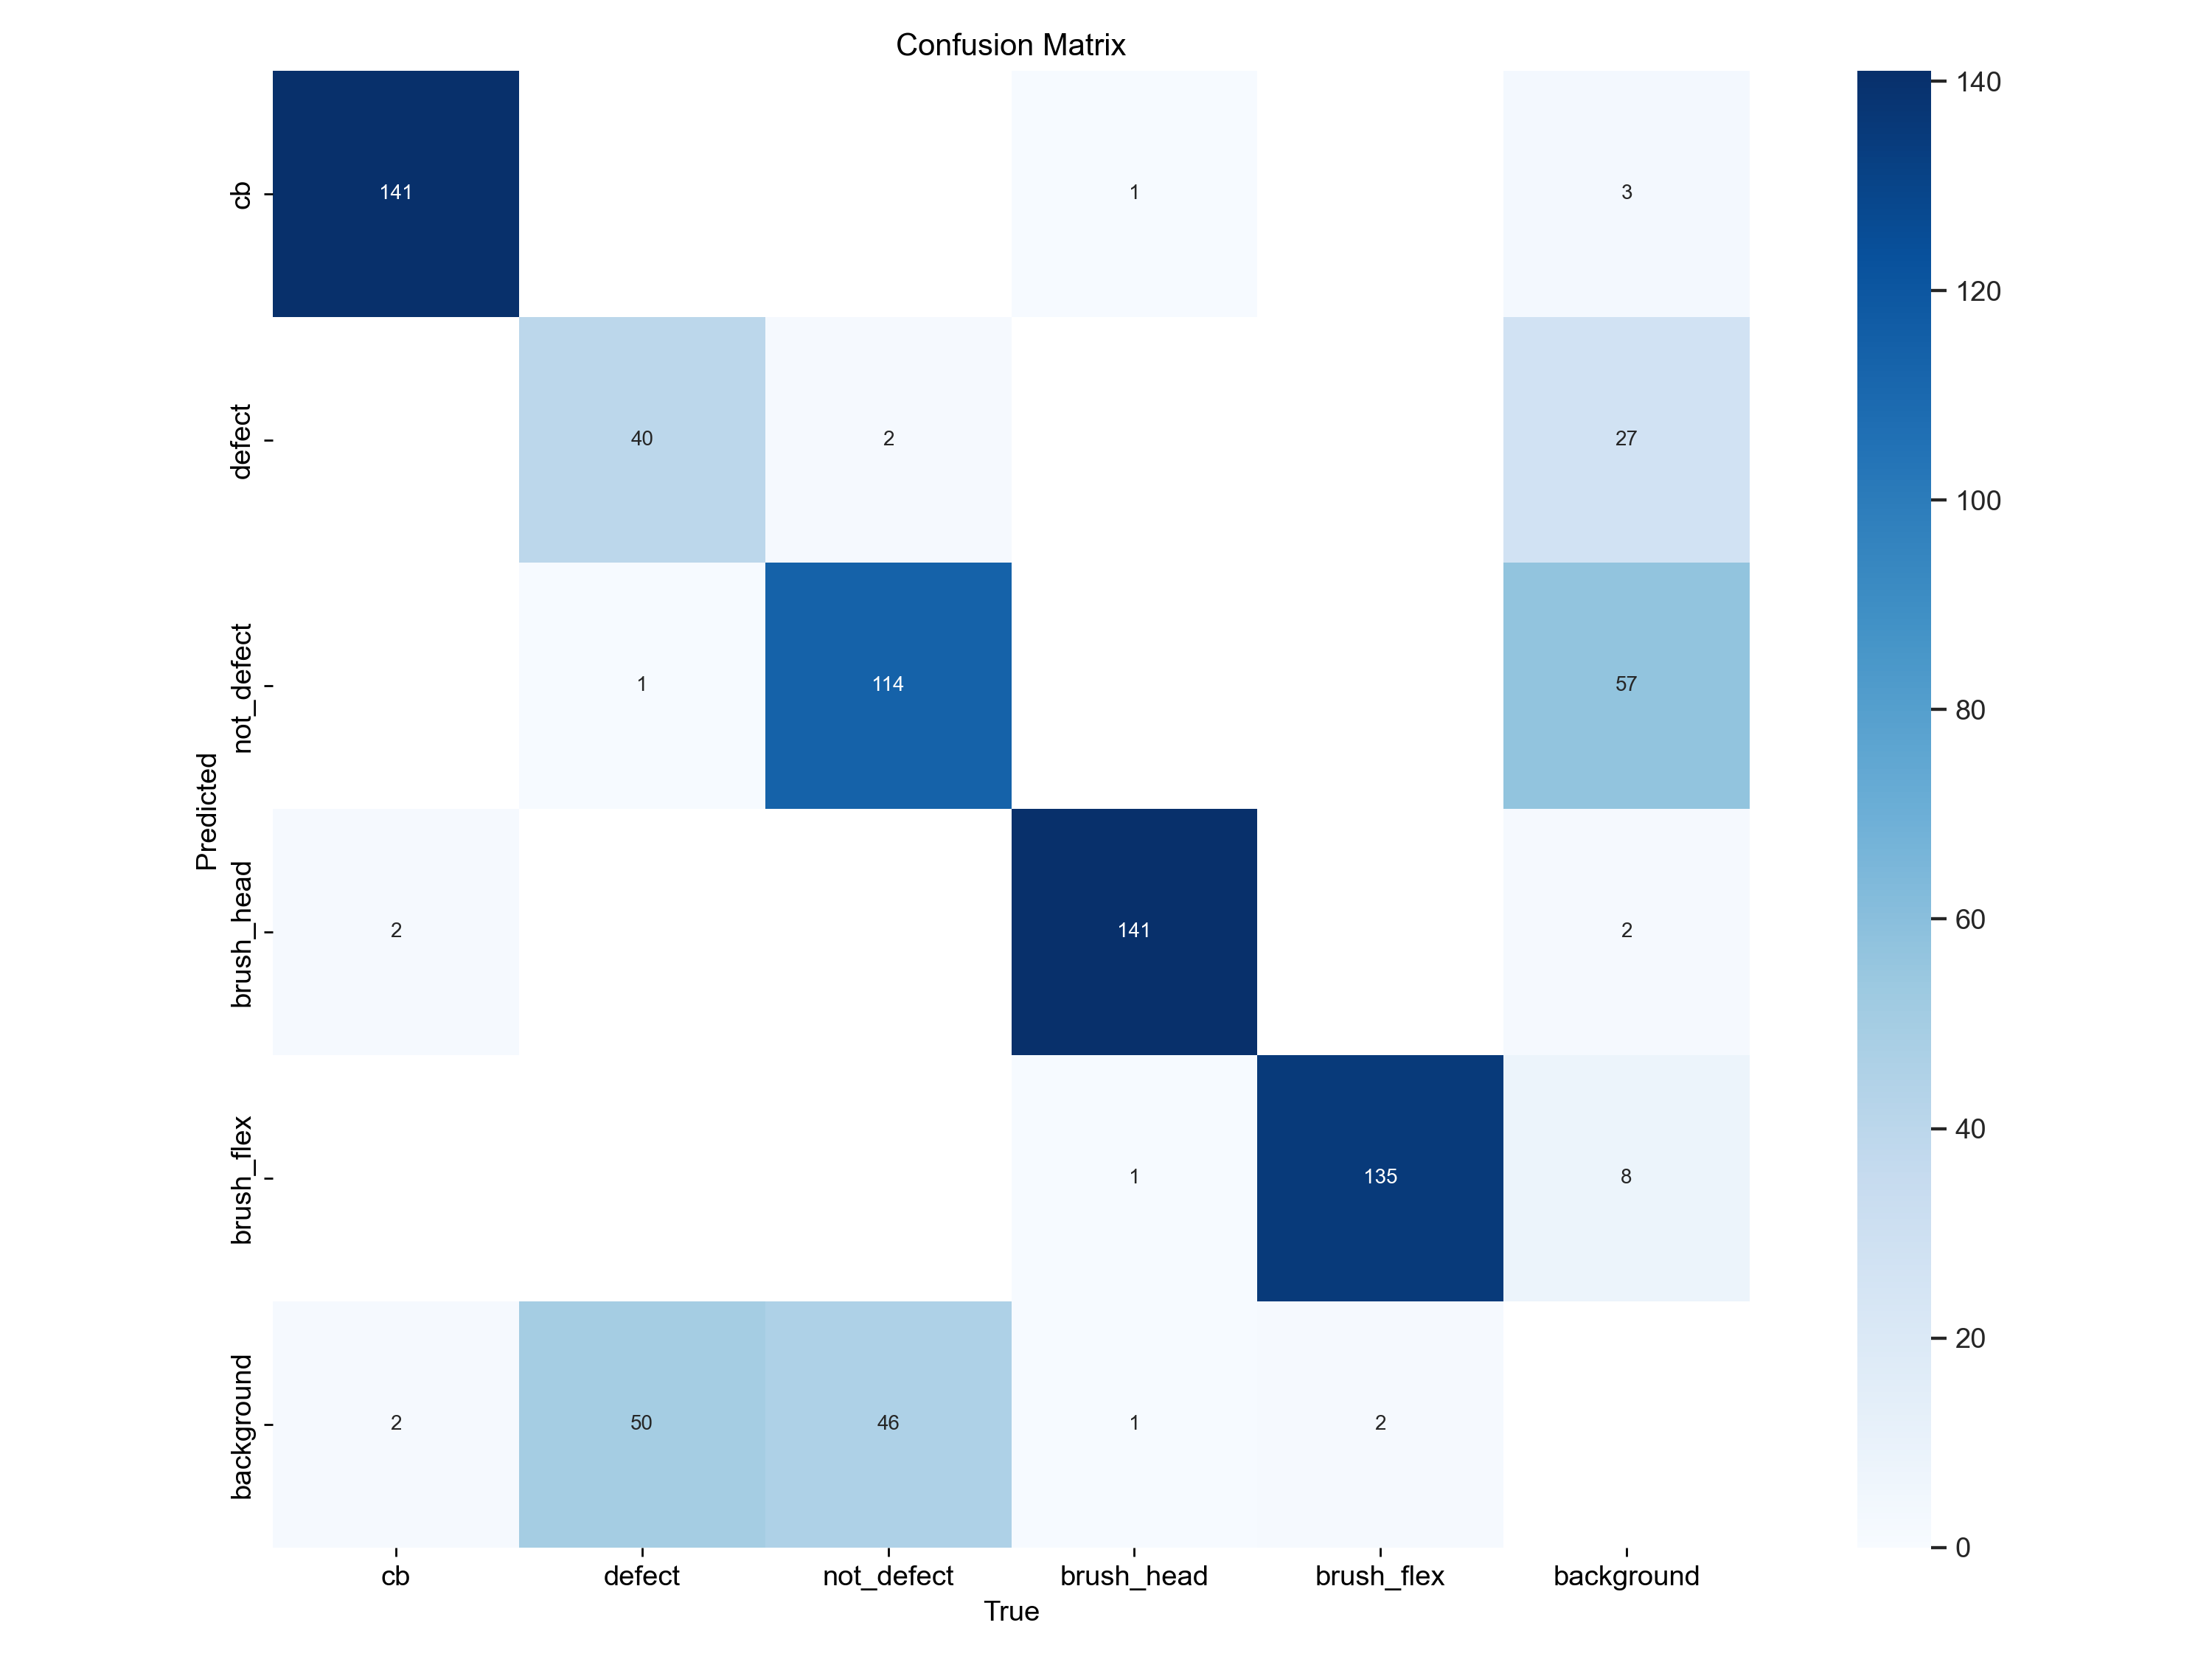 Confusion Matrix
cb
141
1
3
defect
40
2
27
not_defect
1
114
57
brush_head
2
141
2
brush_flex
1
135
8
background
2
50
46
1
2
Predicted
cb
defect
not_defect
brush_head
brush_flex
background
True
140
120
100
80
60
40
20
0